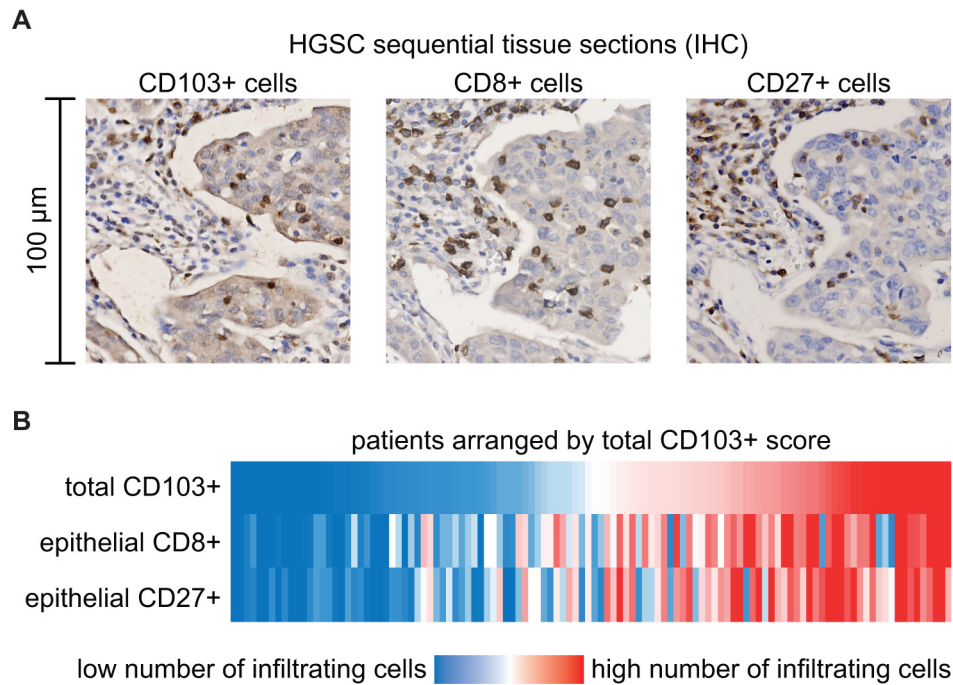 A
HGSC sequential tissue sections (IHC)
CD103+ cells
CD8+ cells
CD27+ cells
100 µm
B
patients arranged by total CD103+ score
total CD103+
epithelial CD8+
epithelial CD27+
low number of infiltrating cells
high number of infiltrating cells